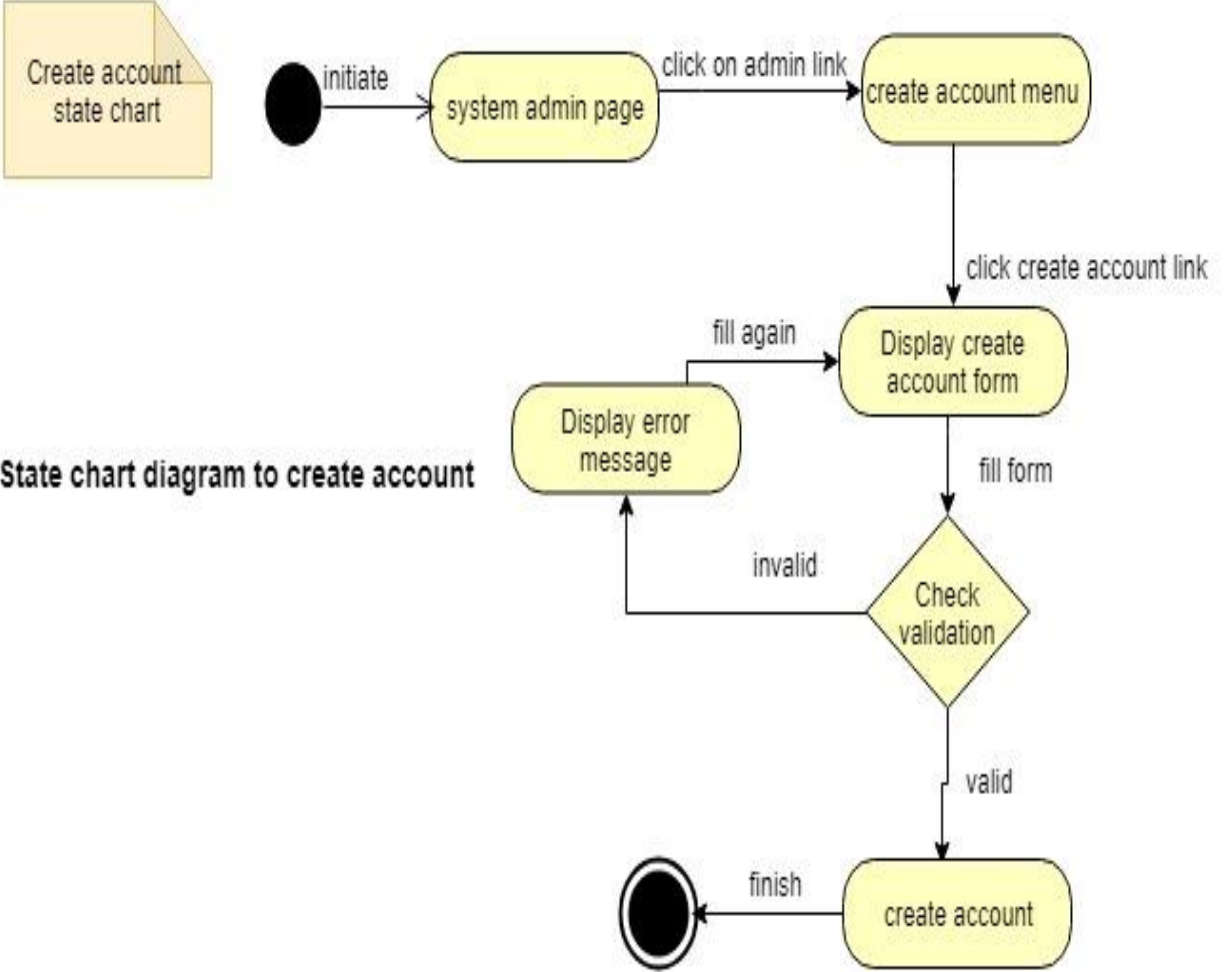 Create account
state chart
initiate
system admin page
click on admin link
create account menu
click create account link
Display create
account form
fill again
Display error
message
State chart diagram to create account
fill form
invalid
Check
validation
valid
create account
finish